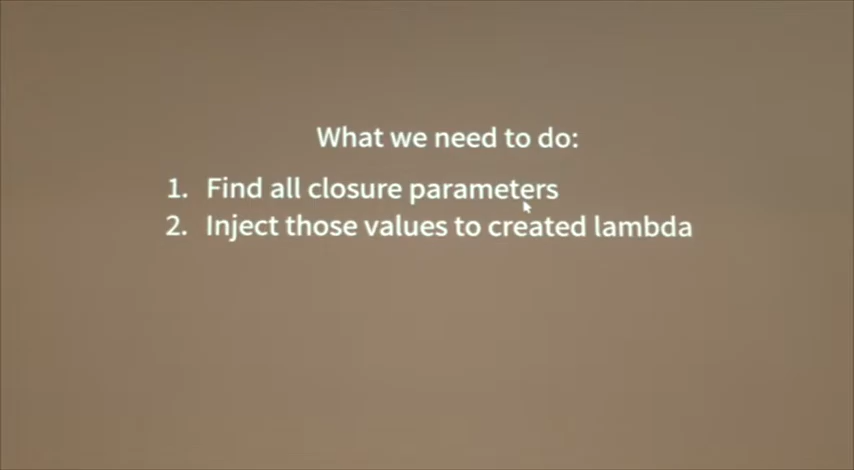 What we need to do:
1. Find all closure parameters
2. Inject those values to created lambda